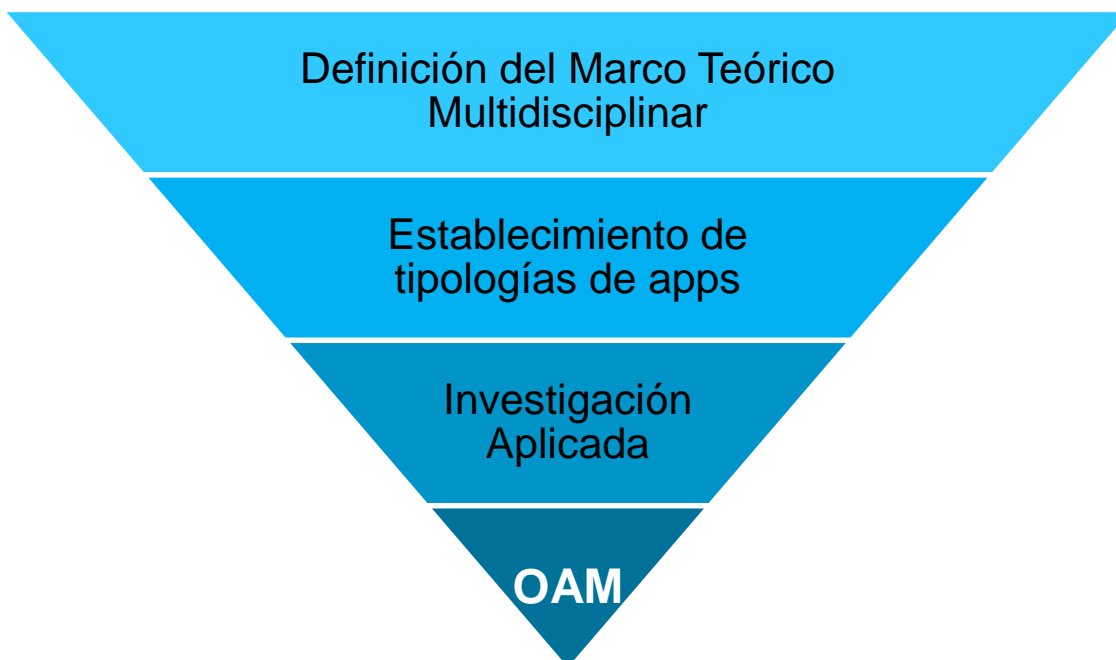 Definición del Marco Teórico
Multidisciplinar
Establecimiento de
tipologías de apps
Investigación
Aplicada
OAM